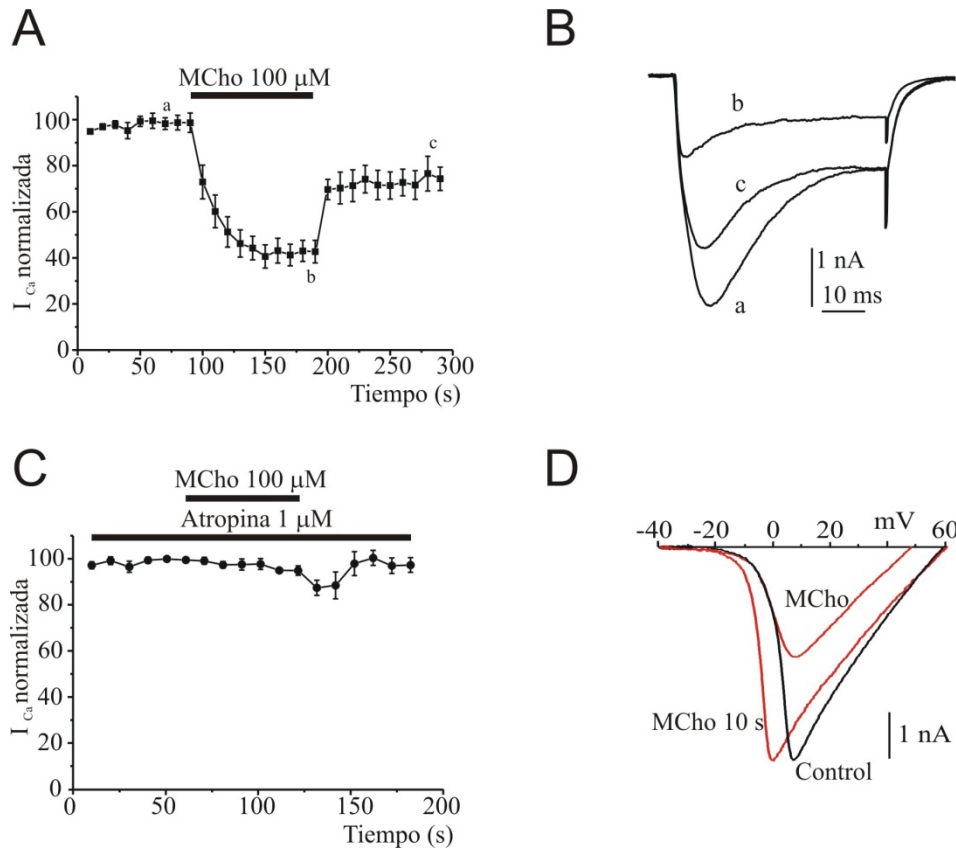 A
MCho 100 µM
a
c
b
I Ca normalizada
100
80
60
40
20
0
0 50 100 150 200 250 300
Tiempo (s)
B
b
c
a
1 nA
10 ms
C
MCho 100 µM
Atropina 1 µM
I Ca normalizada
100
80
60
40
20
0
0 50 100 150 200
Tiempo (s)
D
-40 0 20 mV 60
MCho
MCho 10 s
Control
1 nA